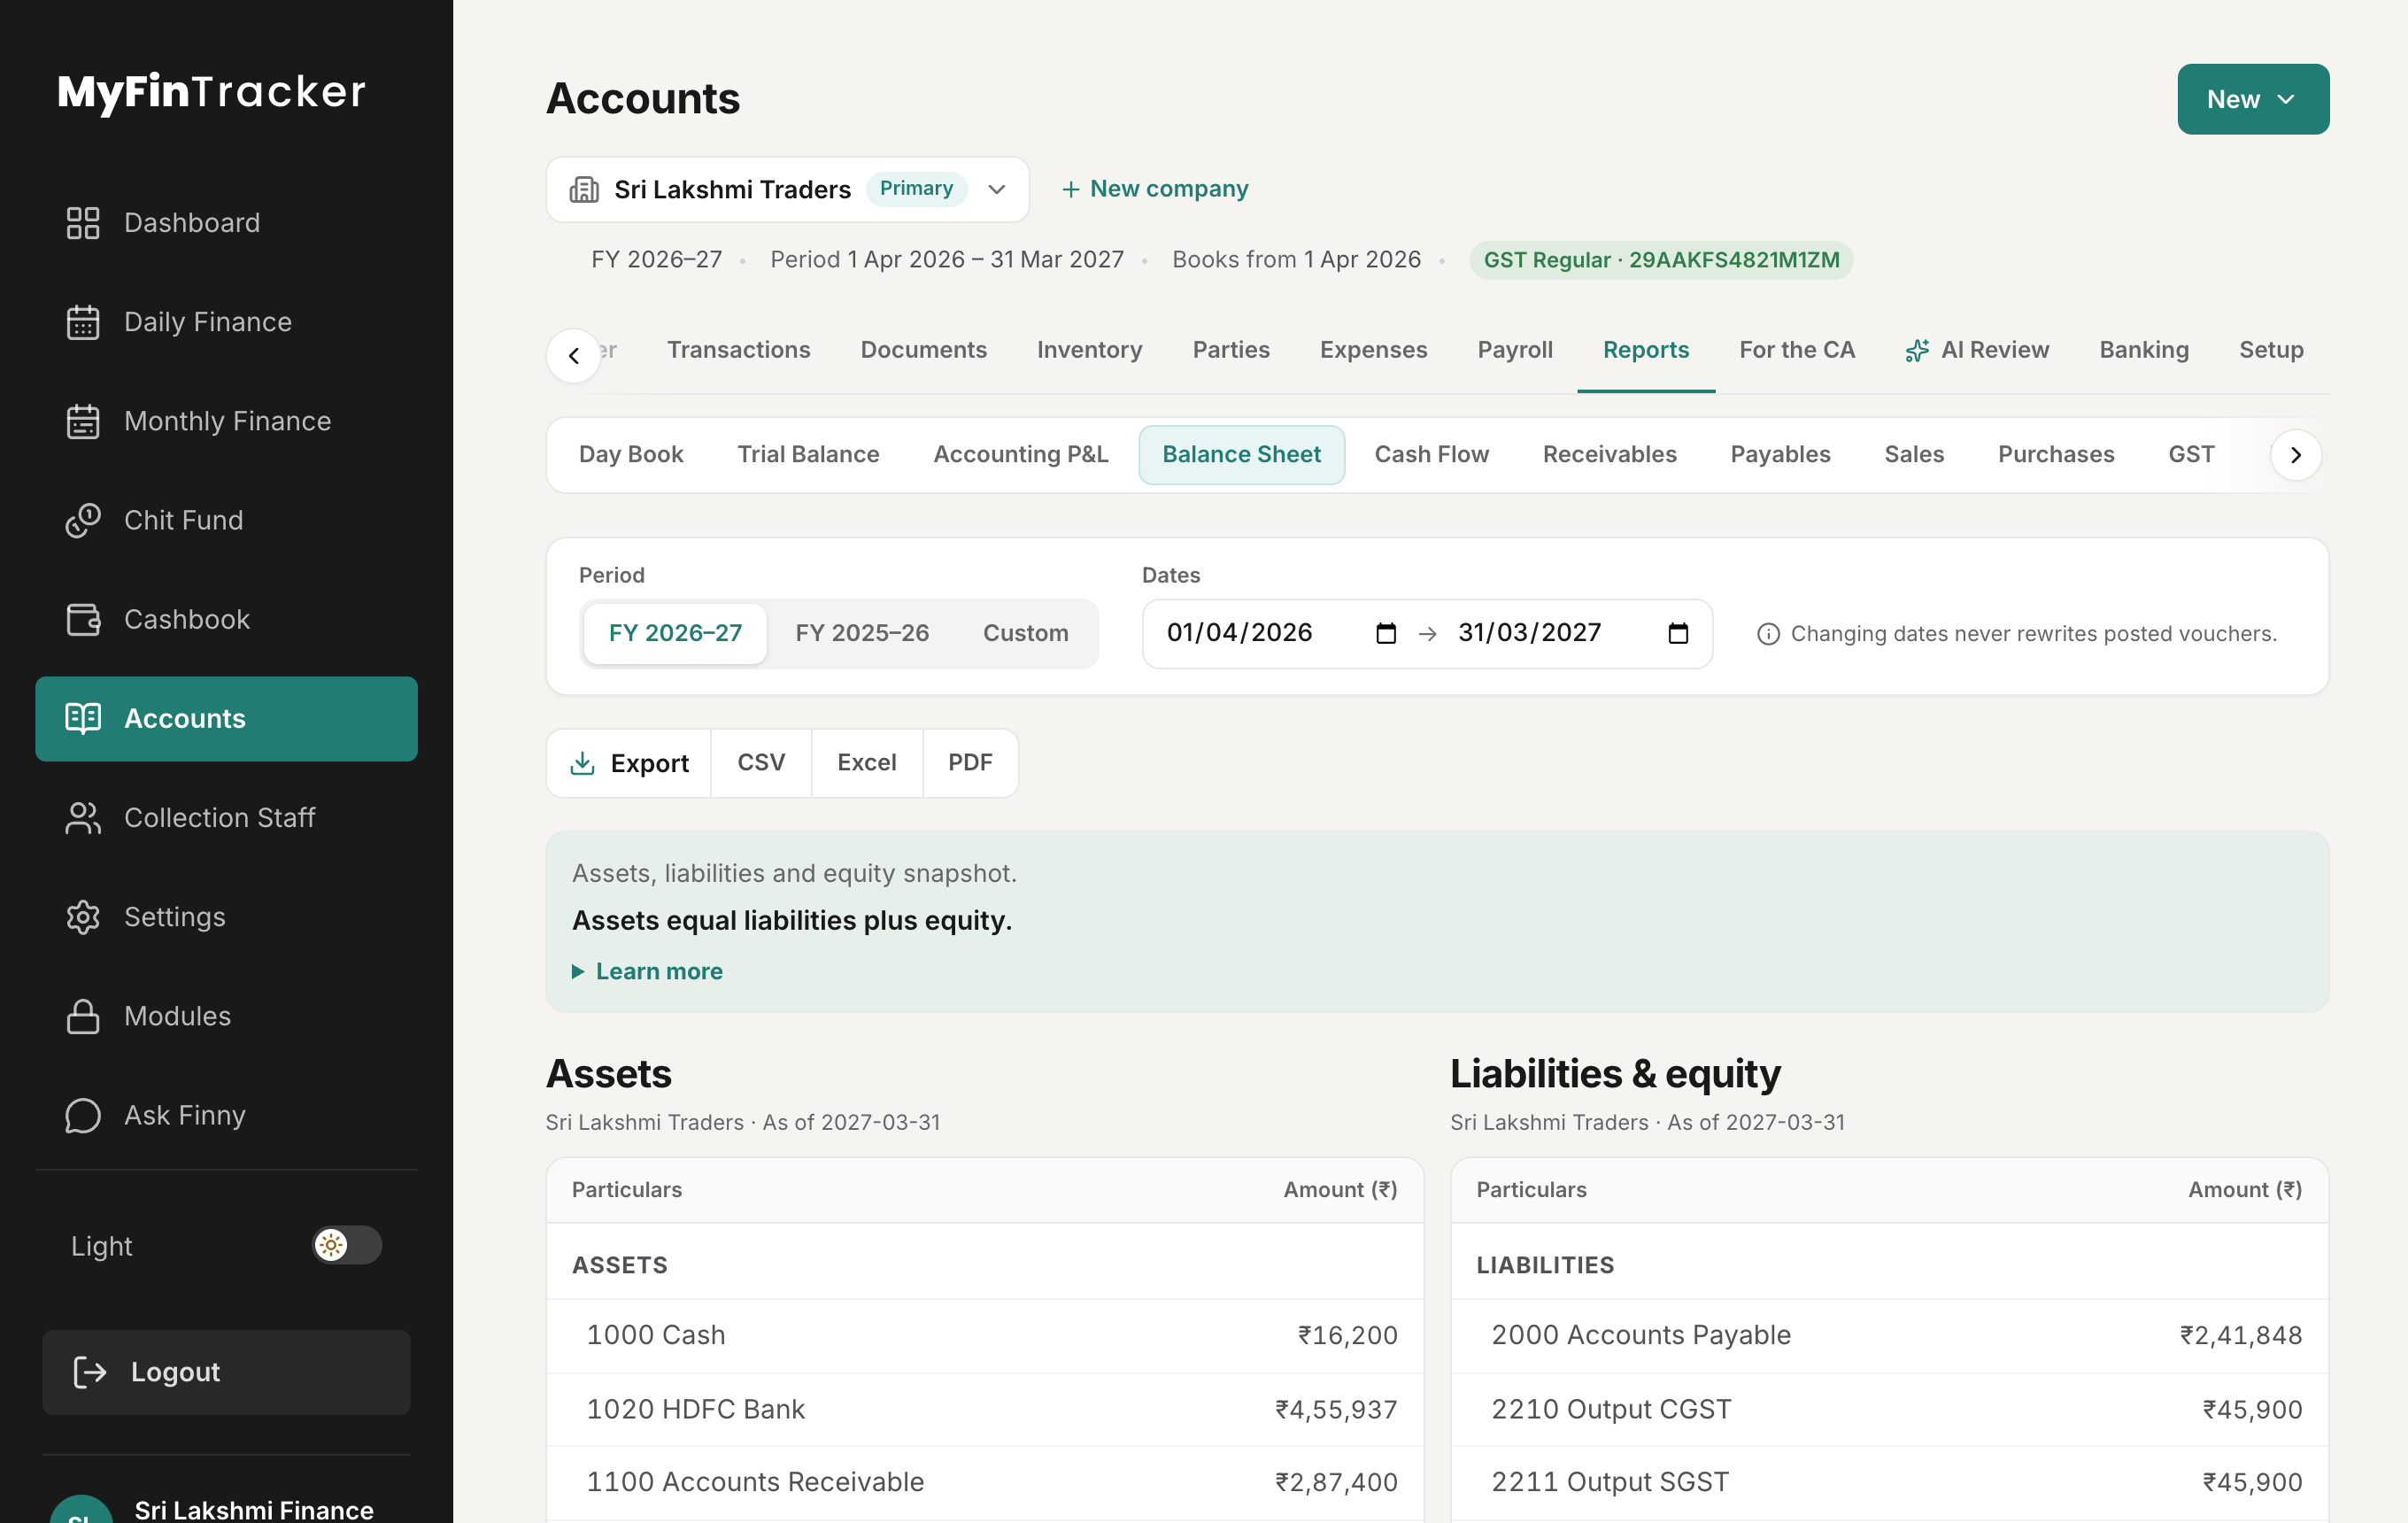 MyFinTracker
Dashboard
Daily Finance
Monthly Finance
Chit Fund
Cashbook
Accounts
Collection Staff
Settings
Modules
Ask Finny
Light
Logout
Sri Lakshmi Finance
Accounts
New
Sri Lakshmi Traders Primary
+ New company
FY 2026–27 • Period 1 Apr 2026 – 31 Mar 2027 • Books from 1 Apr 2026 • GST Regular · 29AAKFS4821M1ZM
er Transactions Documents Inventory Parties Expenses Payroll Reports For the CA AI Review Banking Setup
Day Book Trial Balance Accounting P&L Balance Sheet Cash Flow Receivables Payables Sales Purchases GST
Period
FY 2026–27 FY 2025–26 Custom
Dates
01/04/2026 → 31/03/2027
Changing dates never rewrites posted vouchers.
Export CSV Excel PDF
Assets, liabilities and equity snapshot.
Assets equal liabilities plus equity.
Learn more
Assets
Sri Lakshmi Traders · As of 2027-03-31
Particulars Amount (₹)
ASSETS
1000 Cash ₹16,200
1020 HDFC Bank ₹4,55,937
1100 Accounts Receivable ₹2,87,400
Liabilities & equity
Sri Lakshmi Traders · As of 2027-03-31
Particulars Amount (₹)
LIABILITIES
2000 Accounts Payable ₹2,41,848
2210 Output CGST ₹45,900
2211 Output SGST ₹45,900